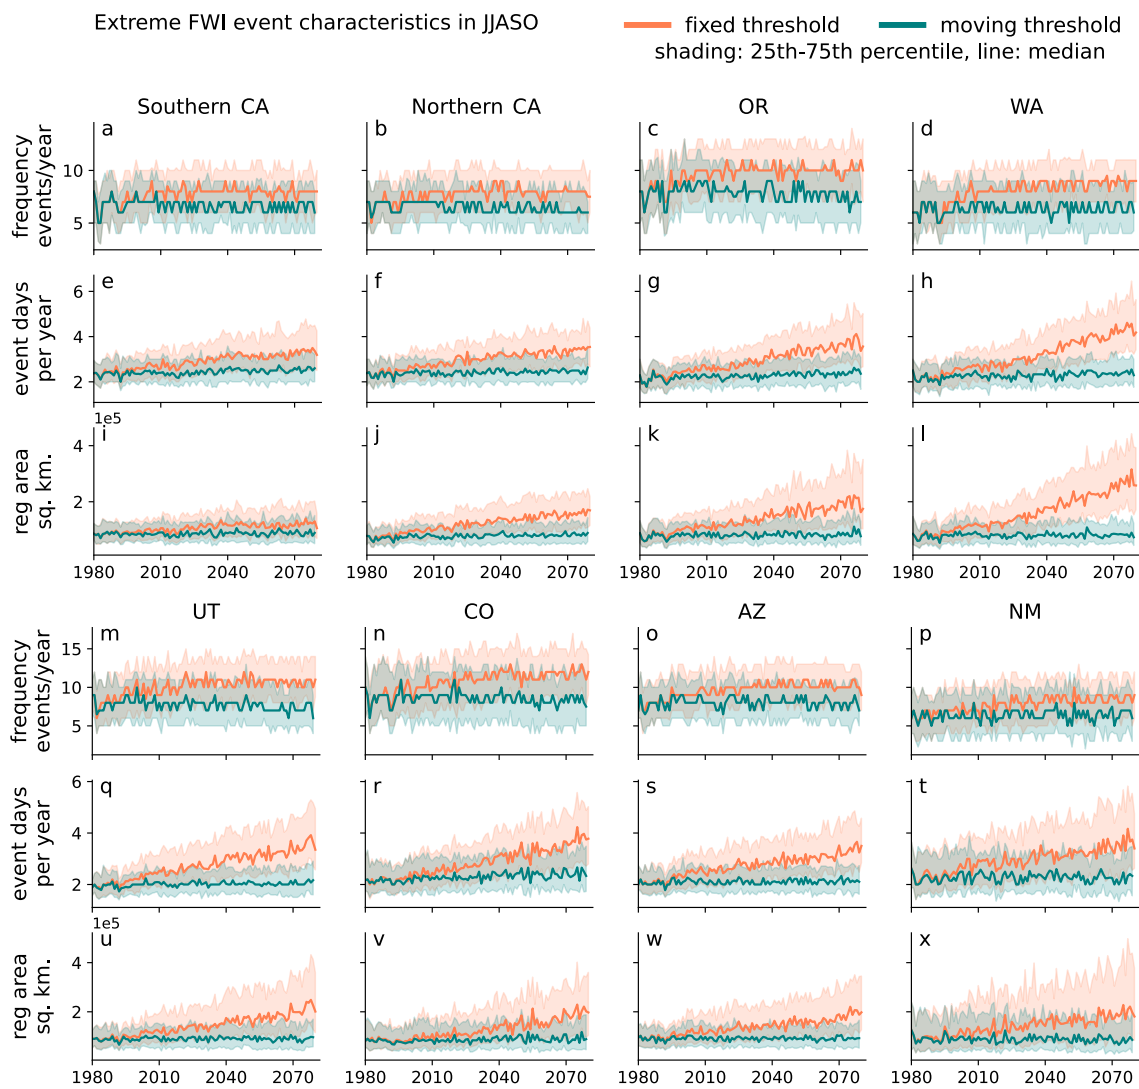 Extreme FWI event characteristics in JJASO
fixed threshold moving threshold
shading: 25th-75th percentile, line: median
Southern CA Northern CA OR WA
frequency
events/year
a b c d
10
5
event days
per year
e f g h
6
4
2
1e5
reg area
sq. km.
i j k l
4
2
1980 2010 2040 2070 1980 2010 2040 2070 1980 2010 2040 2070 1980 2010 2040 2070
UT CO AZ NM
frequency
events/year
m n o p
15
10
5
event days
per year
q r s t
6
4
2
1e5
reg area
sq. km.
u v w x
4
2
1980 2010 2040 2070 1980 2010 2040 2070 1980 2010 2040 2070 1980 2010 2040 2070